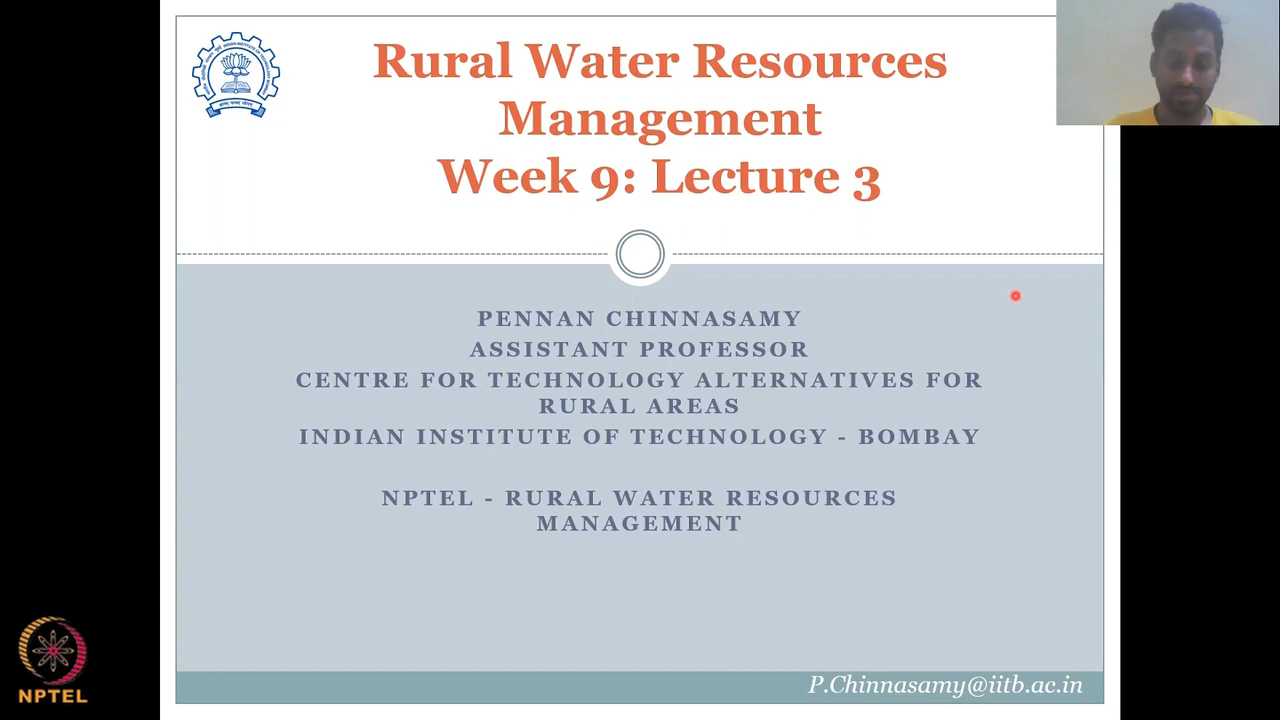 Rural Water Resources
Management
Week 9: Lecture 3
PENNAN CHINNASAMY
ASSISTANT PROFESSOR
CENTRE FOR TECHNOLOGY ALTERNATIVES FOR
RURAL AREAS
INDIAN INSTITUTE OF TECHNOLOGY - BOMBAY
NPTEL - RURAL WATER RESOURCES
MANAGEMENT
P.Chinnasamy@iitb.ac.in
NPTEL